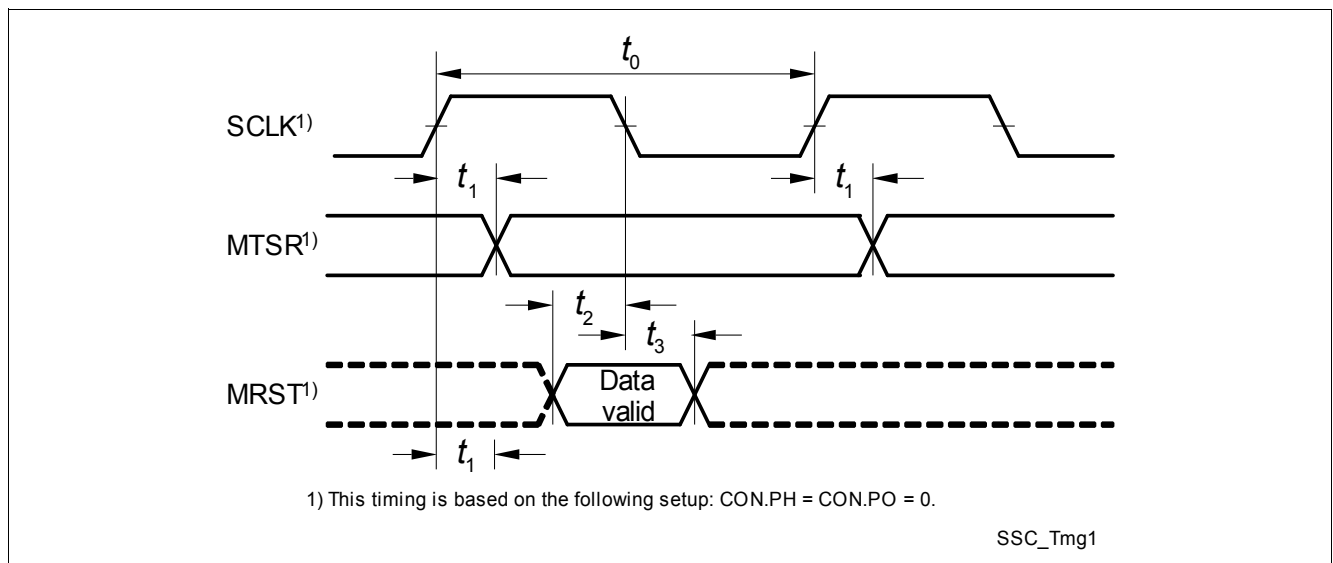 t0
SCLK1)
t1
t1
MTSR1)
t2
t3
MRST1)
Data
valid
t1
1) This timing is based on the following setup: CON.PH = CON.PO = 0.
SSC_Tmg1